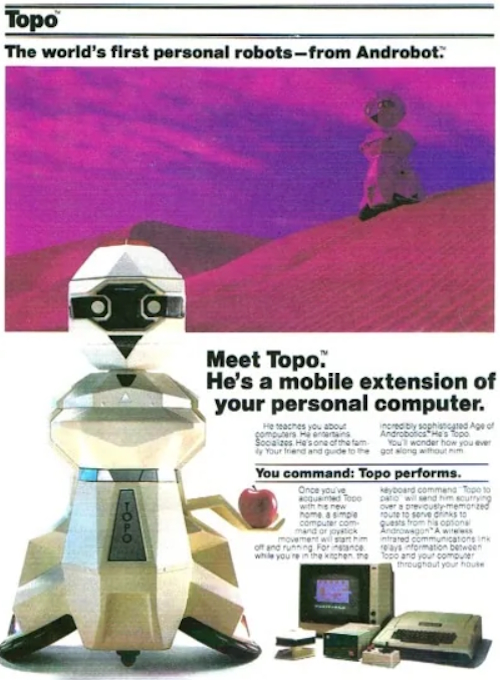 Topo™
The world's first personal robots—from Androbot.™
Meet Topo.™
He's a mobile extension of
your personal computer.
He teaches you about
computers. He entertains.
Socializes. He's one of the fam-
ily. Your friend and guide to the
incredibly sophisticated Age of
Androbotics.™ He's Topo.
You'll wonder how you ever
got along without him.
You command: Topo performs.
Once you've
acquainted Topo
with his new
home, a simple
computer com-
mand or joystick
movement will start him
off and running. For instance,
while you're in the kitchen, the
keyboard command "Topo to
patio" will send him scurrying
over a previously-memorized
route to serve drinks to
guests from his optional
Androwagon.™ A wireless
infrared communications link
relays information between
Topo and your computer
throughout your house.
TOPO